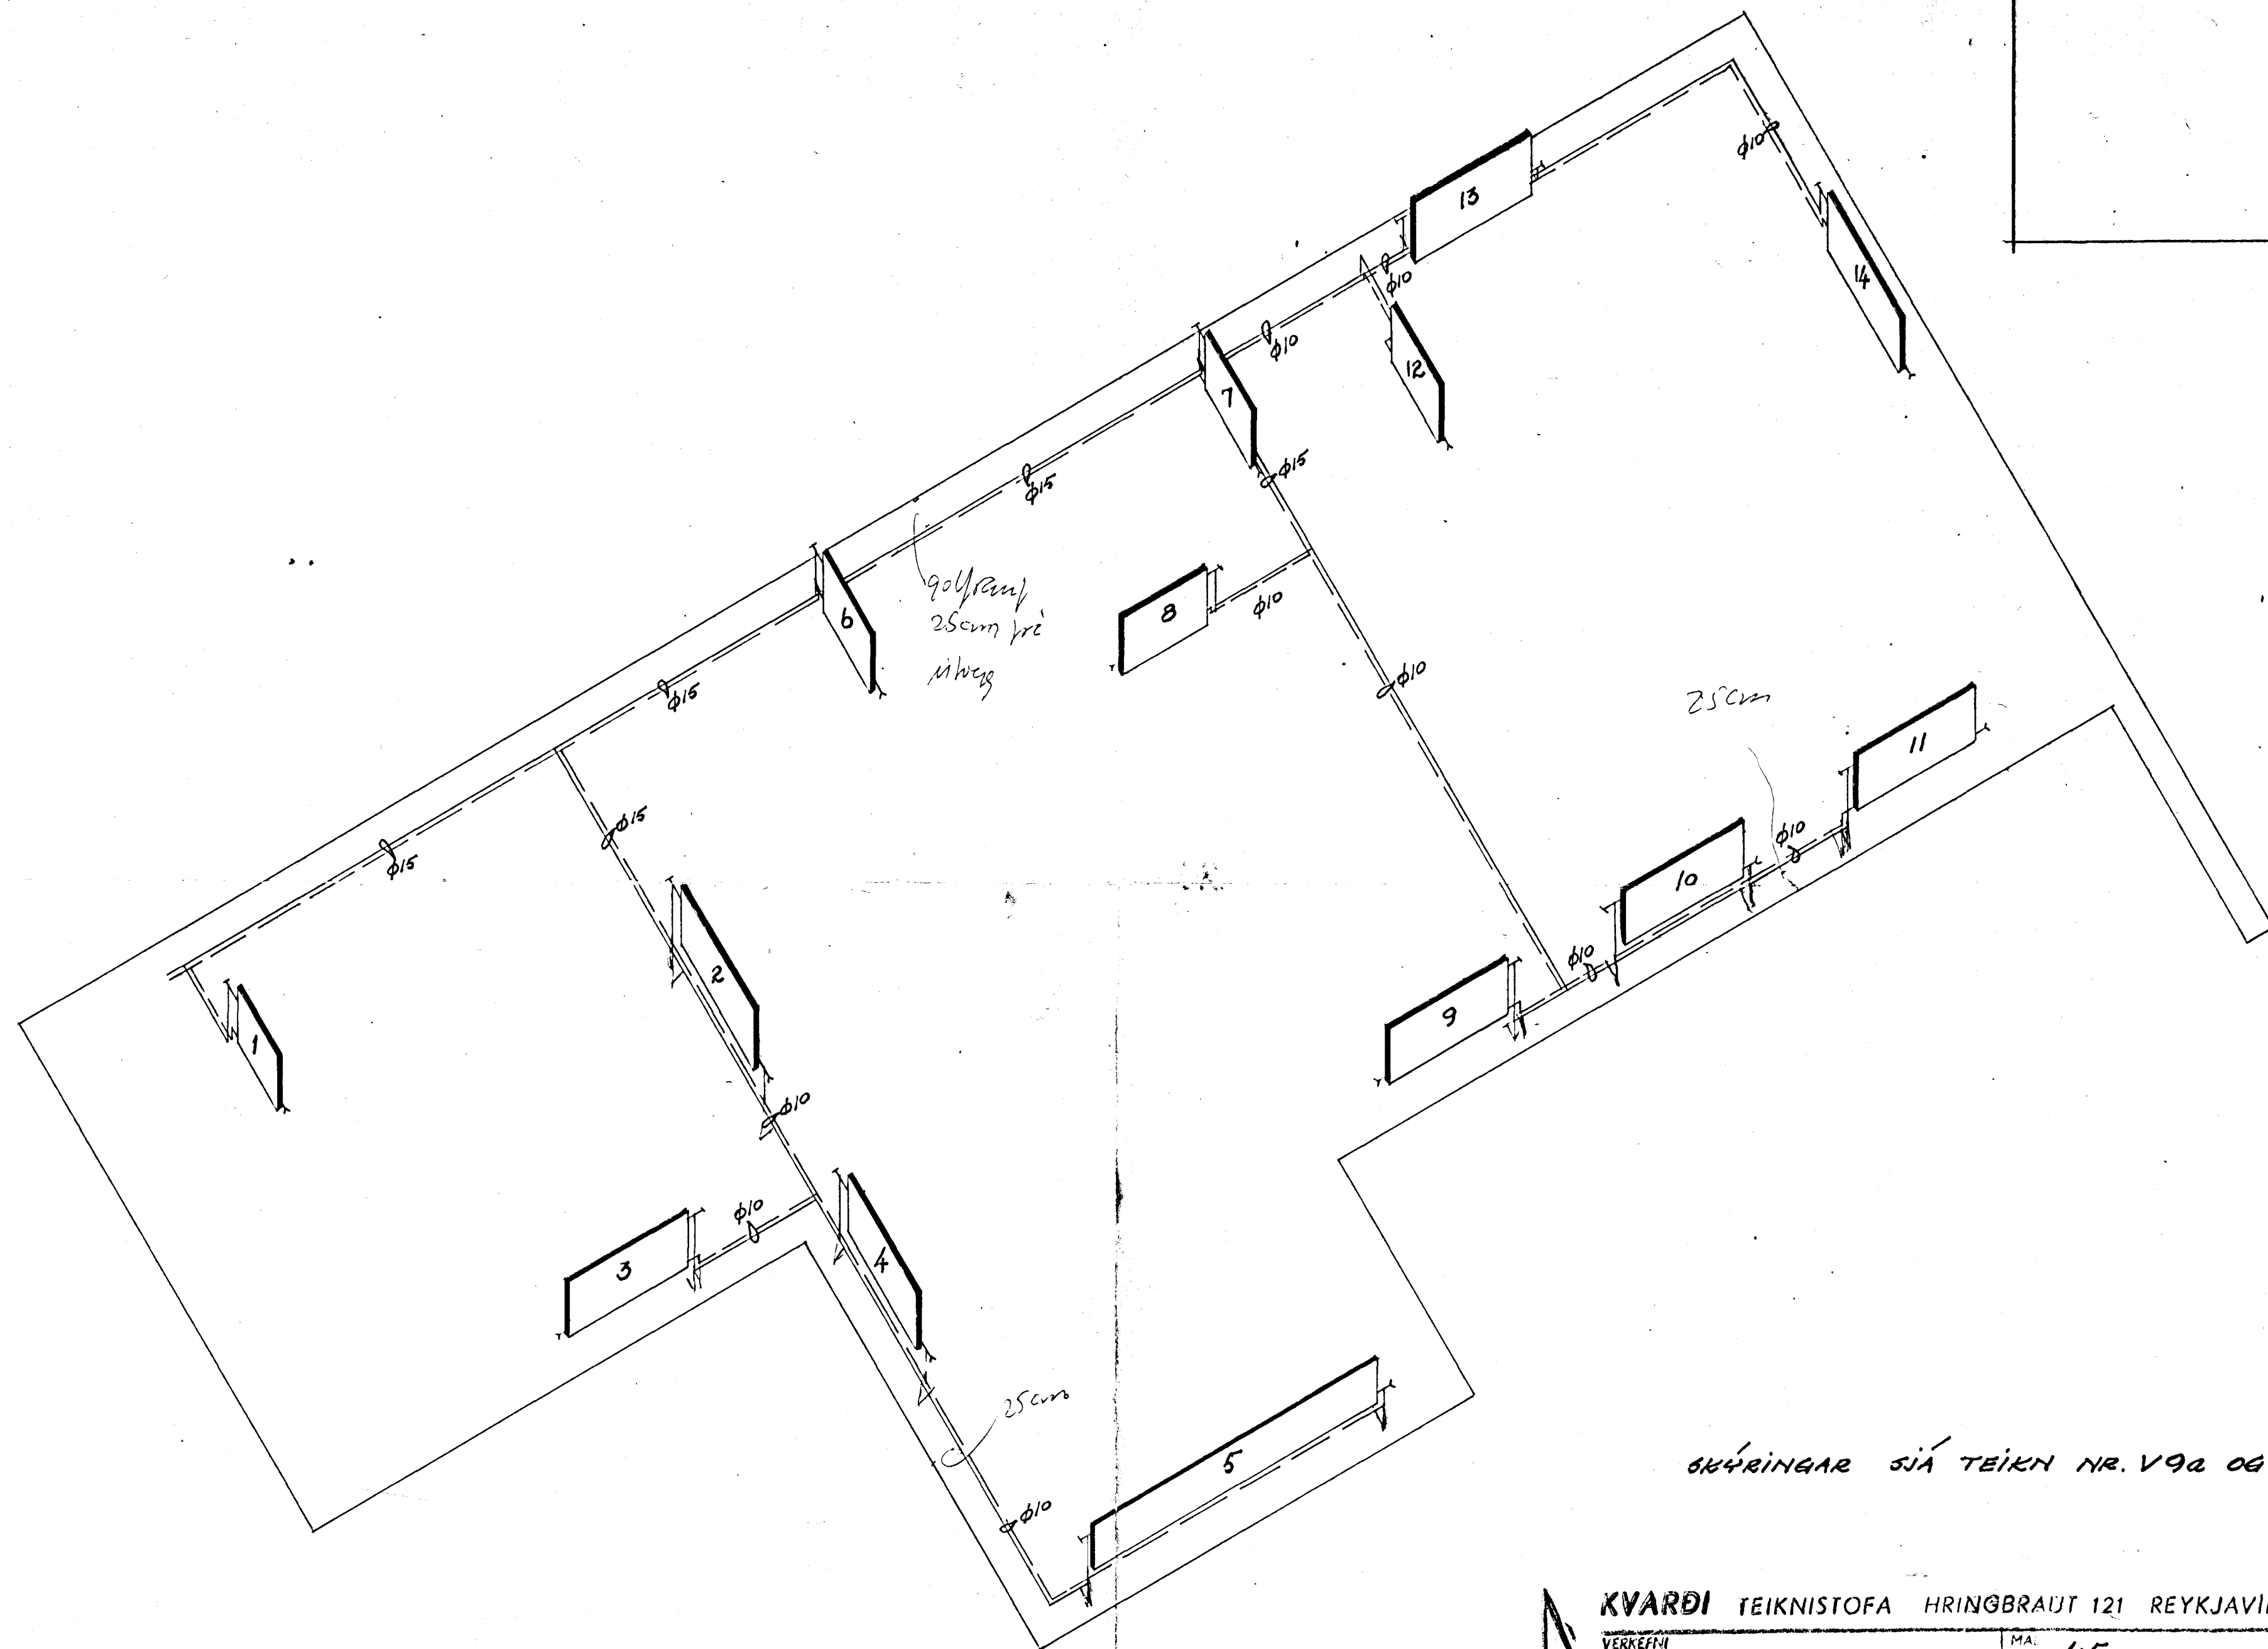 13
φ10
14
φ10
φ10
12
7
φ15
φ15
25cm
6
8
φ10
φ15
φ10
25cm
11
φ15
φ15
φ10
10
2
φ10
9
1
φ10
φ10
3
4
25cm
5
φ10
SKÝRINGAR SJÁ TEIKN NR. V9a OG
KVARÐI TEIKNISTOFA HRINGBRAUT 121
VERKEFNI